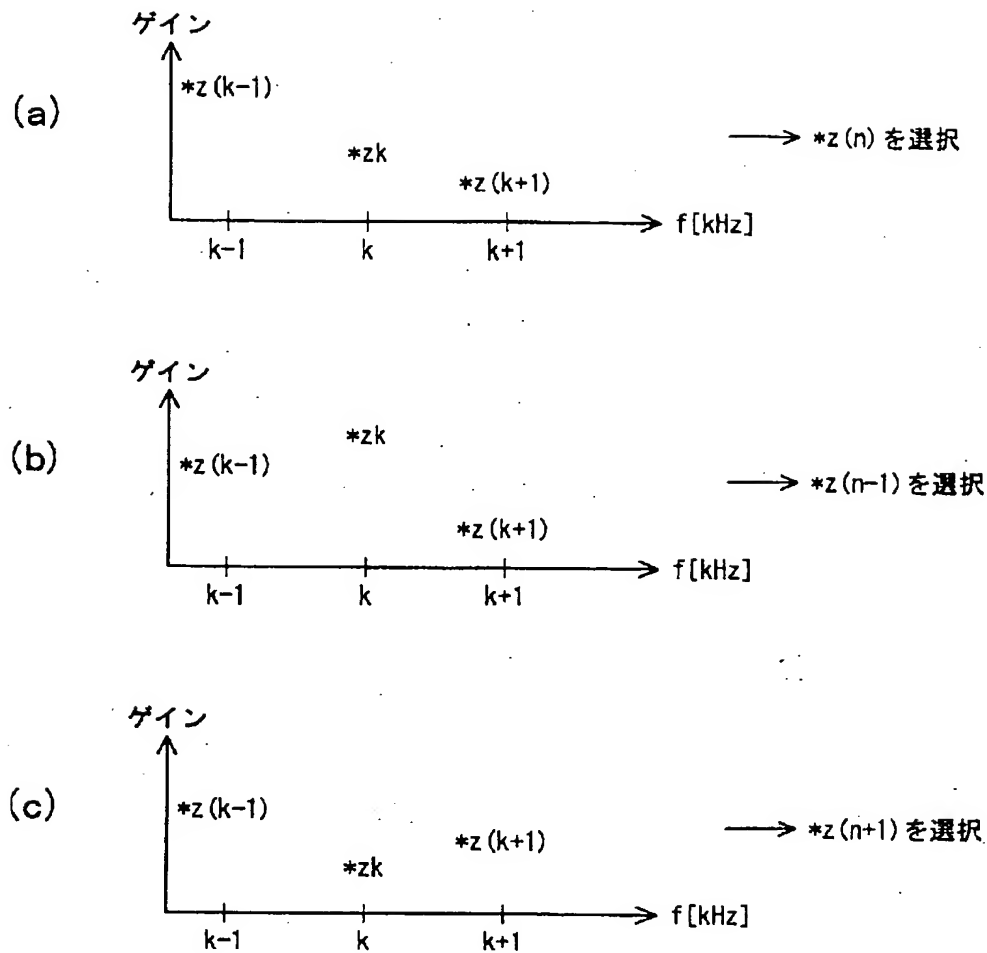 ゲイン
(a)
*z(k-1)
*zk
*z(k+1)
→ *z(n)を選択
f[kHz]
k-1 k k+1
ゲイン
(b)
*zk
*z(k-1)
*z(k+1)
→ *z(n-1)を選択
f[kHz]
k-1 k k+1
ゲイン
(c)
*z(k-1)
*z(k+1)
*zk
→ *z(n+1)を選択
f[kHz]
k-1 k k+1